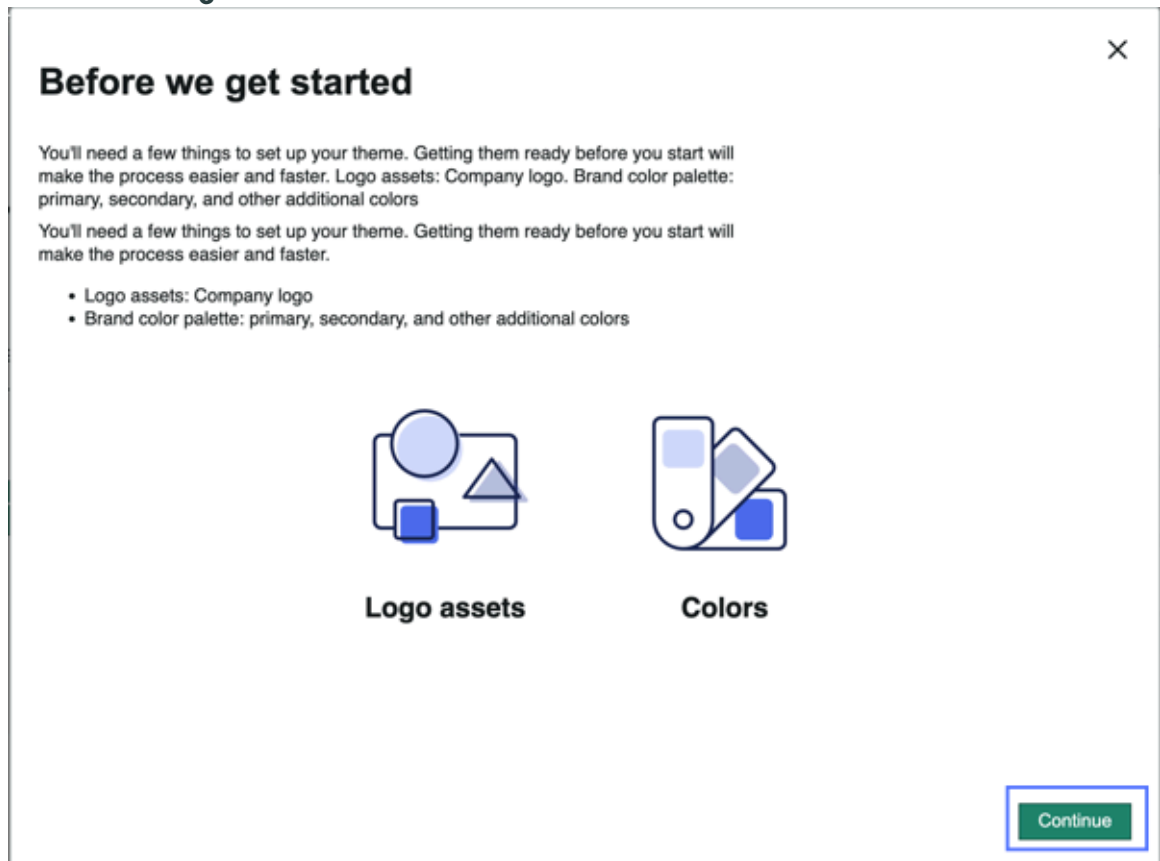 Before we get started
You'll need a few things to set up your theme. Getting them ready before you start will
make the process easier and faster. Logo assets: Company logo. Brand color palette:
primary, secondary, and other additional colors
You'll need a few things to set up your theme. Getting them ready before you start will
make the process easier and faster.
• Logo assets: Company logo
• Brand color palette: primary, secondary, and other additional colors
Logo assets
Colors
Continue